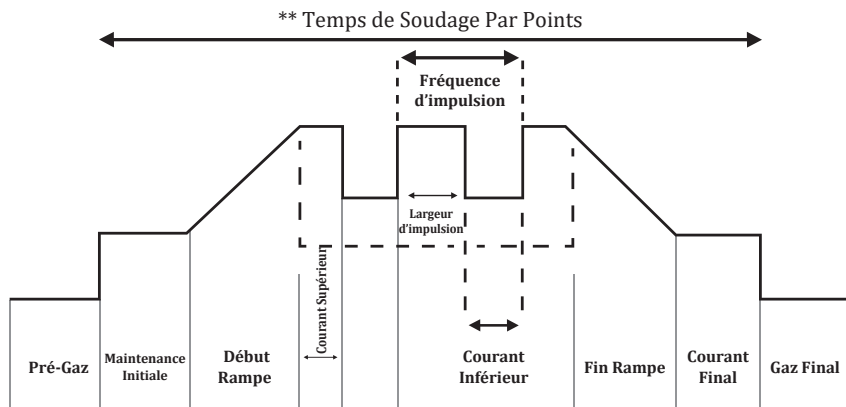 ** Temps de Soudage Par Points
Fréquence
d'impulsion
Largeur
d'impulsion
Courant Supérieur
Pré-Gaz
Maintenance
Initiale
Début
Rampe
Courant
Inférieur
Fin Rampe
Courant
Final
Gaz Final